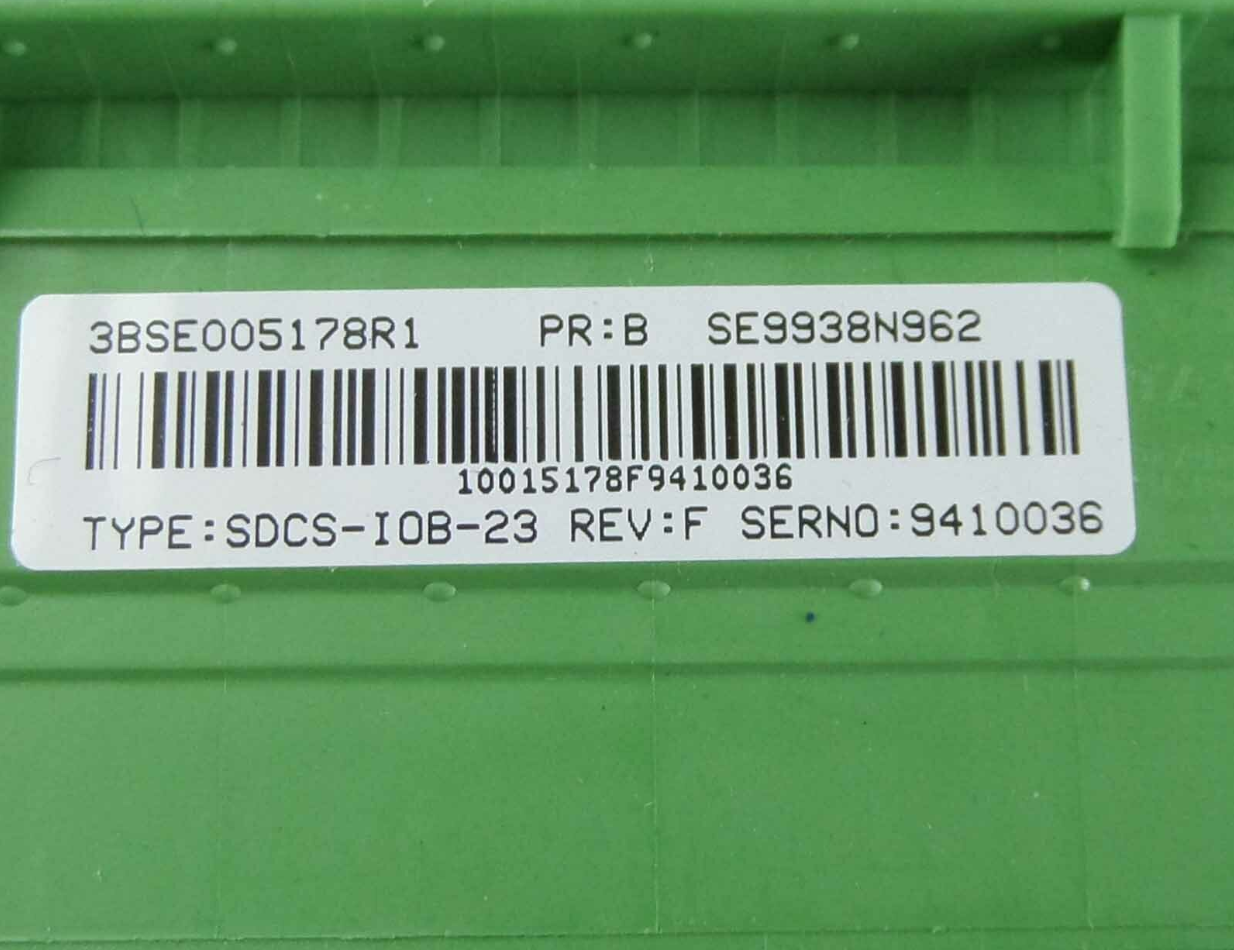 3BSE005178R1 PR:B SE9938N962
10015178F9410036
TYPE:SDCS-IOB-23 REV:F SERNO:9410036